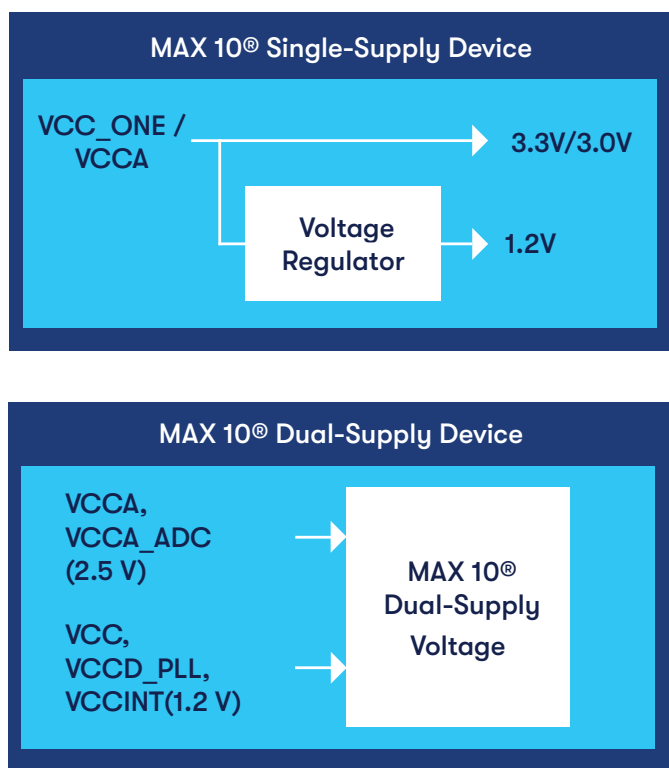 MAX 10® Single-Supply Device
VCC_ONE /
VCCA
3.3V/3.0V
Voltage
Regulator
1.2V
MAX 10® Dual-Supply Device
VCCA,
VCCA_ADC
(2.5 V)
VCC,
VCCD_PLL,
VCCINT(1.2 V)
MAX 10®
Dual-Supply
Voltage